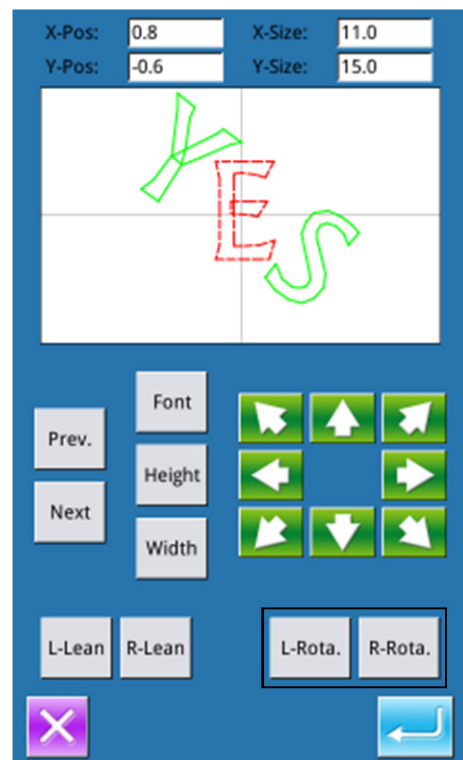 X-Pos: 0.8 X-Size: 11.0
Y-Pos: -0.6 Y-Size: 15.0
YES
Font
Prev.
Height
Next
Width
L-Lean R-Lean L-Rota. R-Rota.